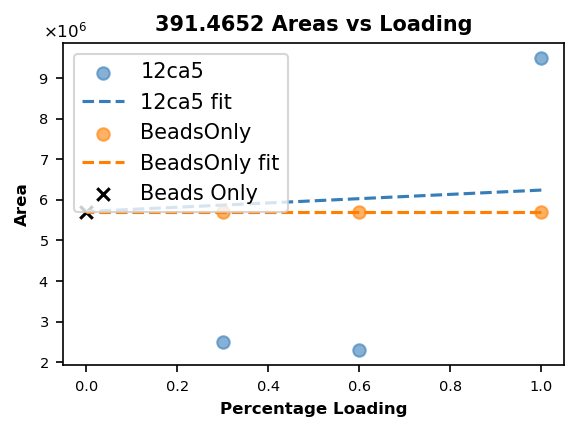 391.4652 Areas vs Loading
×10⁶
12ca5
12ca5 fit
BeadsOnly
BeadsOnly fit
Beads Only
Area
9
8
7
6
5
4
3
2
0.0 0.2 0.4 0.6 0.8 1.0
Percentage Loading